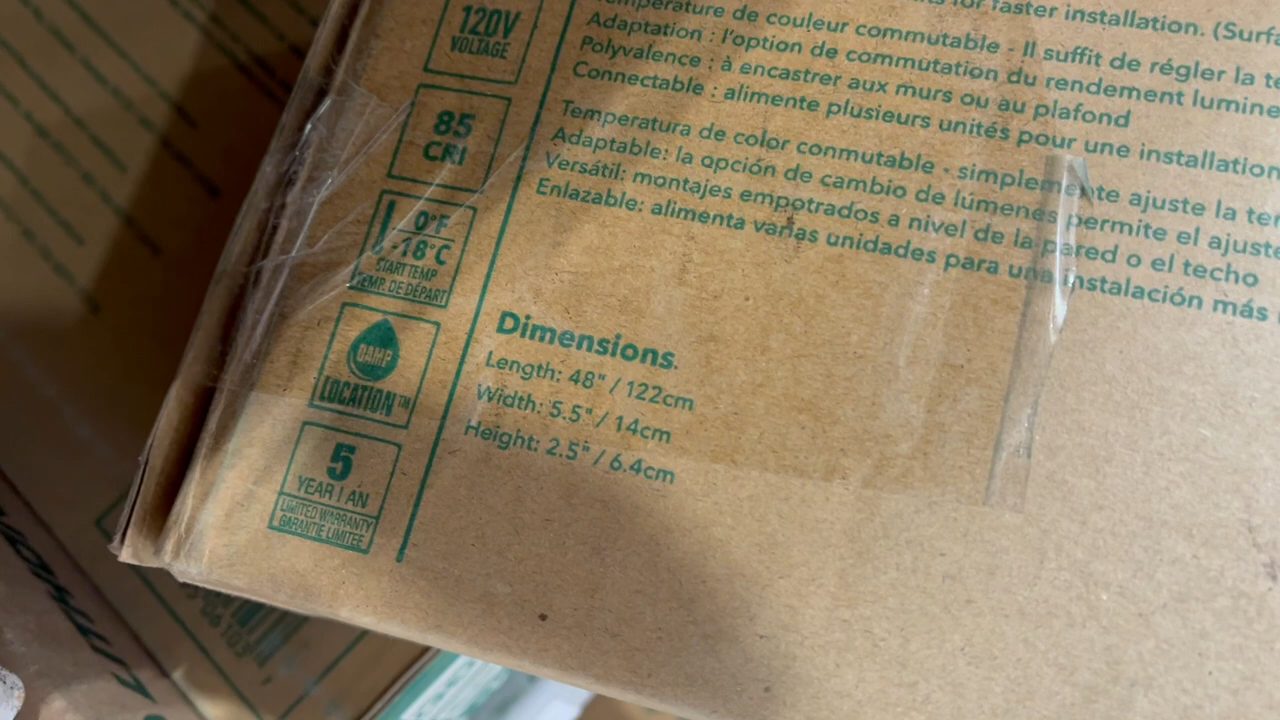 120V
VOLTAGE
85
CRI
0°F
-18°C
START TEMP
TEMP. DE DÉPART
DAMP
LOCATION™
5
YEAR | AN
LIMITED WARRANTY
GARANTIE LIMITÉE
for faster installation. (Surfa
Température de couleur commutable - Il suffit de régler la te
Adaptation : l'option de commutation du rendement lumine
Polyvalence : à encastrer aux murs ou au plafond
Connectable : alimente plusieurs unités pour une installation
Temperatura de color conmutable - simplemente ajuste la te
Adaptable: la opción de cambio de lúmenes permite el ajuste
Versátil: montajes empotrados a nivel de la pared o el techo
Enlazable: alimenta varias unidades para una instalación más
Dimensions.
Length: 48" / 122cm
Width: 5.5" / 14cm
Height: 2.5" / 6.4cm